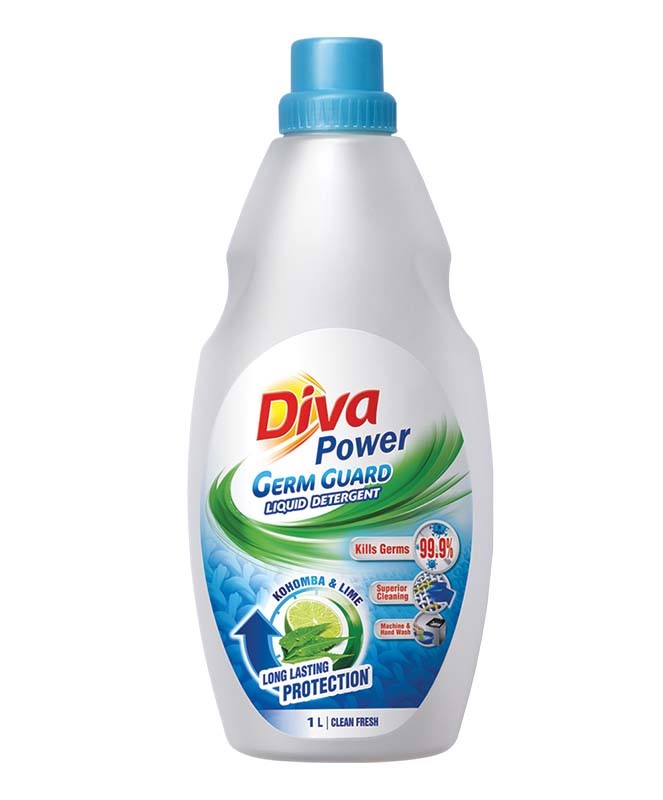 Diva
Power
GERM GUARD
LIQUID DETERGENT
Kills Germs 99.9%
KOHOMBA & LIME
Superior
Cleaning
Machine &
Hand Wash
LONG LASTING
PROTECTION
1 L | CLEAN FRESH